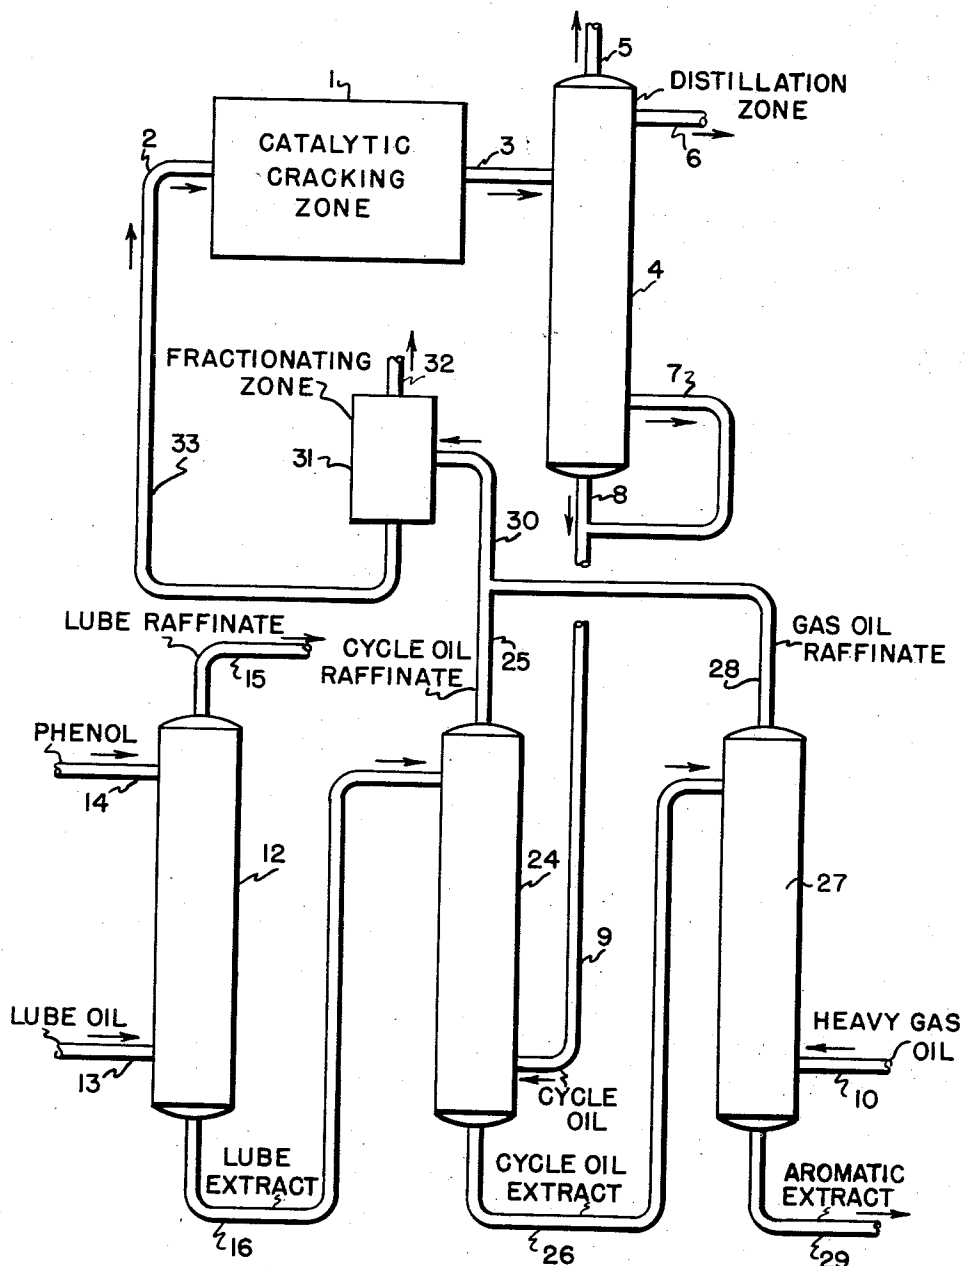 5
DISTILLATION
ZONE
1
2
CATALYTIC
CRACKING
ZONE
3
6
4
FRACTIONATING
ZONE
32
7
31
33
8
30
LUBE RAFFINATE
15
CYCLE OIL
RAFFINATE
25
GAS OIL
RAFFINATE
28
PHENOL
14
12
24
27
9
LUBE OIL
13
HEAVY GAS
OIL
10
CYCLE
OIL
LUBE
EXTRACT
16
CYCLE OIL
EXTRACT
26
AROMATIC
EXTRACT
29